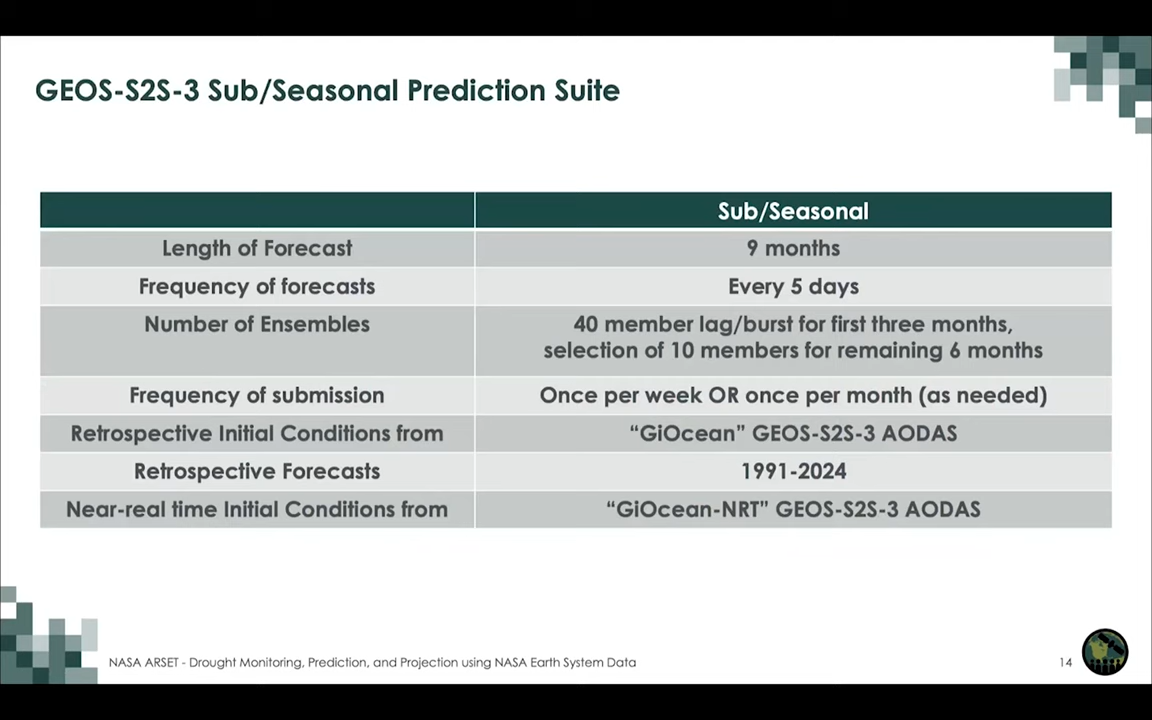 GEOS-S2S-3 Sub/Seasonal Prediction Suite
Sub/Seasonal
Length of Forecast 9 months
Frequency of forecasts Every 5 days
Number of Ensembles 40 member lag/burst for first three months,
selection of 10 members for remaining 6 months
Frequency of submission Once per week OR once per month (as needed)
Retrospective Initial Conditions from “GiOcean” GEOS-S2S-3 AODAS
Retrospective Forecasts 1991-2024
Near-real time Initial Conditions from “GiOcean-NRT” GEOS-S2S-3 AODAS
NASA ARSET - Drought Monitoring, Prediction, and Projection using NASA Earth System Data 14